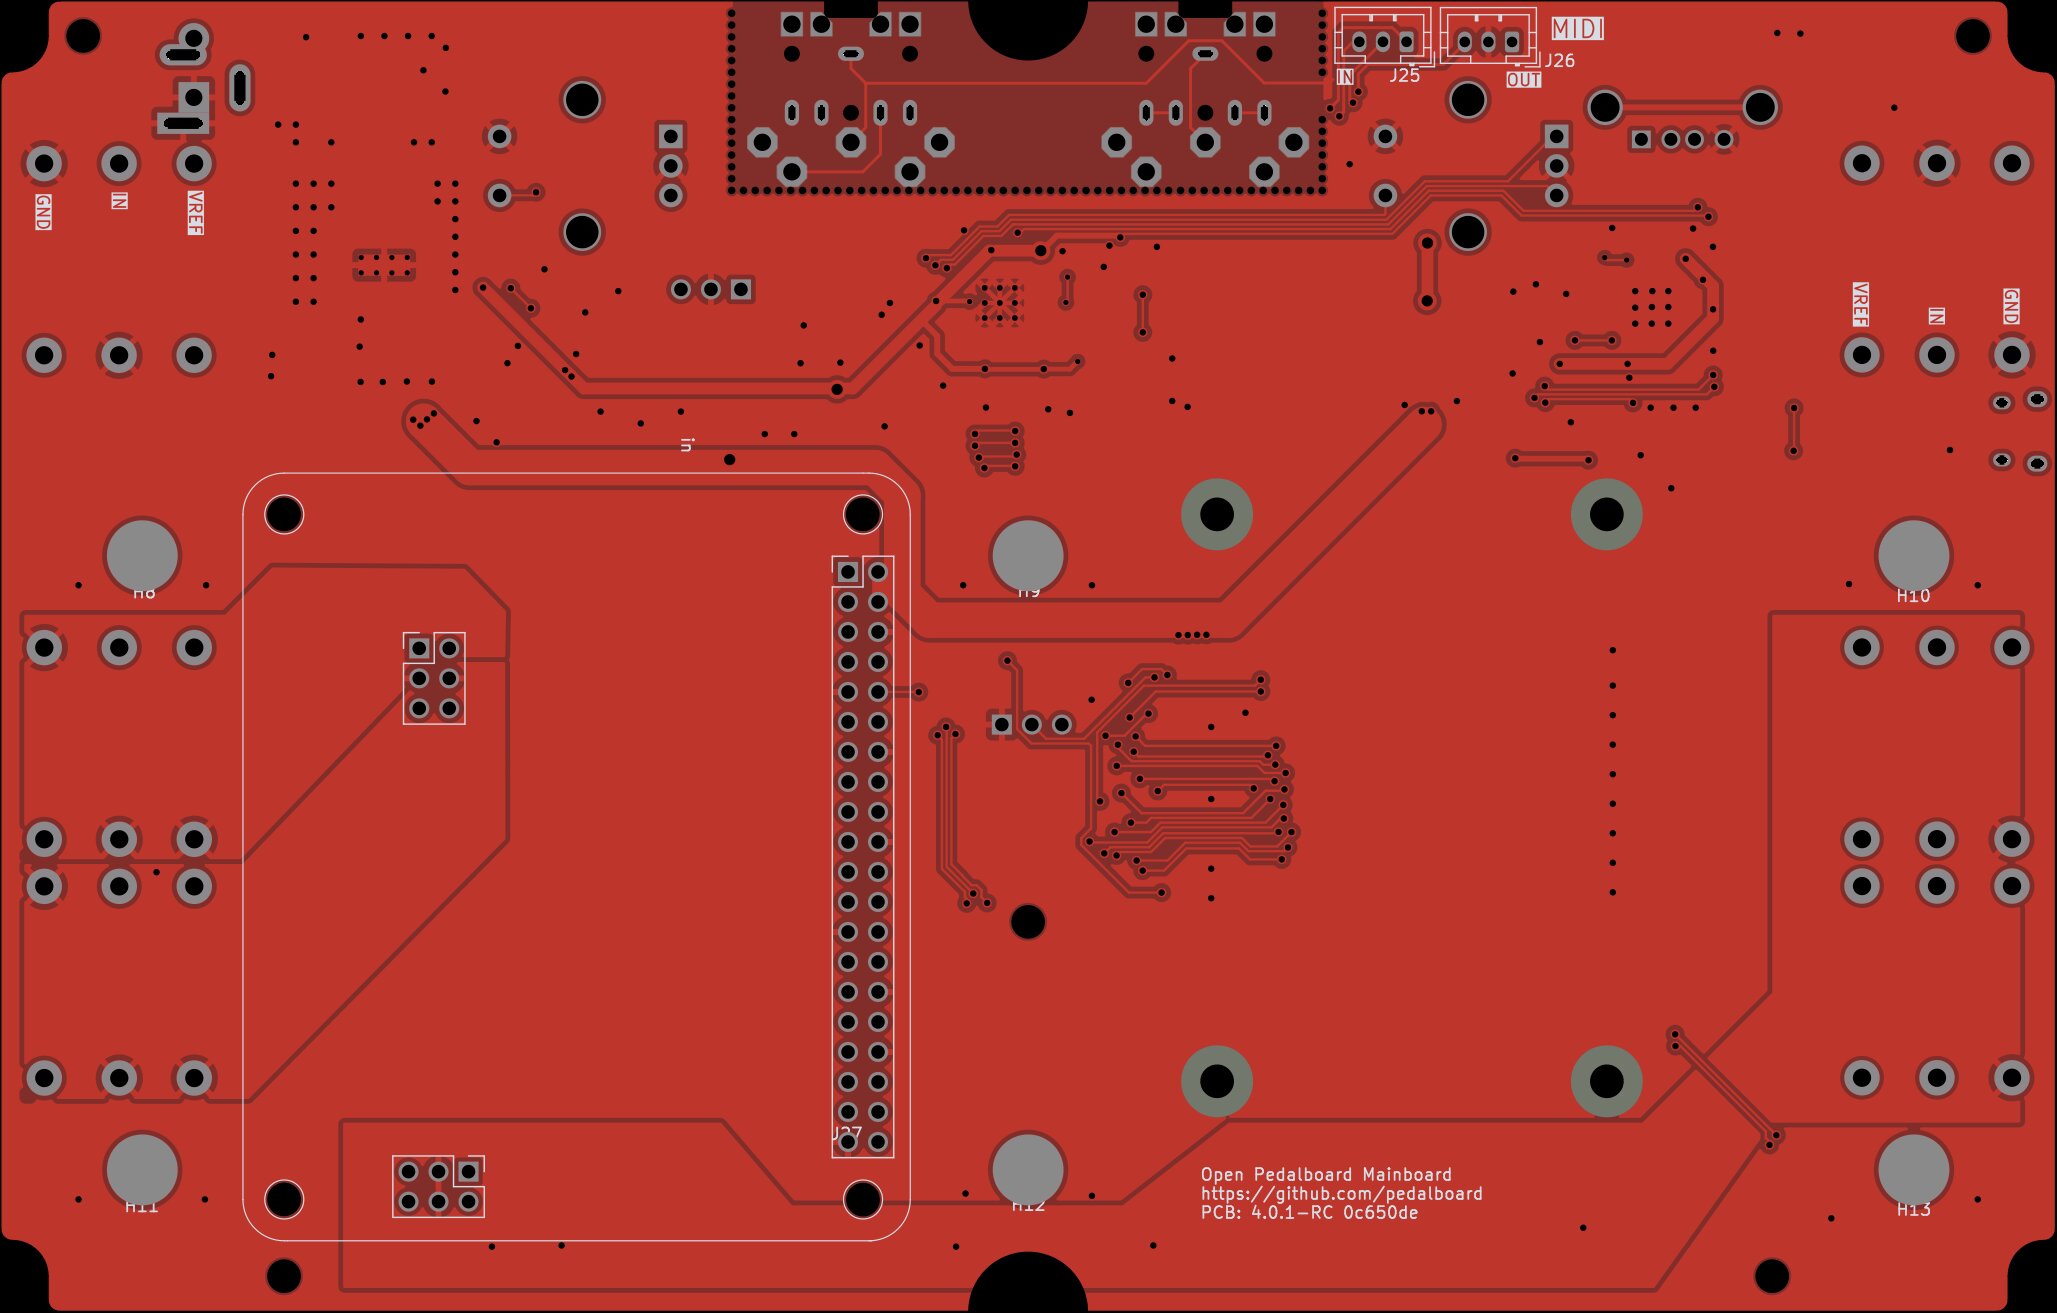 MIDI
J26
J25
IN
OUT
GND
IN
VREF
VREF
IN
GND
in
H8
H9
H10
J27
Open Pedalboard Mainboard
https://github.com/pedalboard
PCB: 4.0.1-RC 0c650de
H11
H12
H13